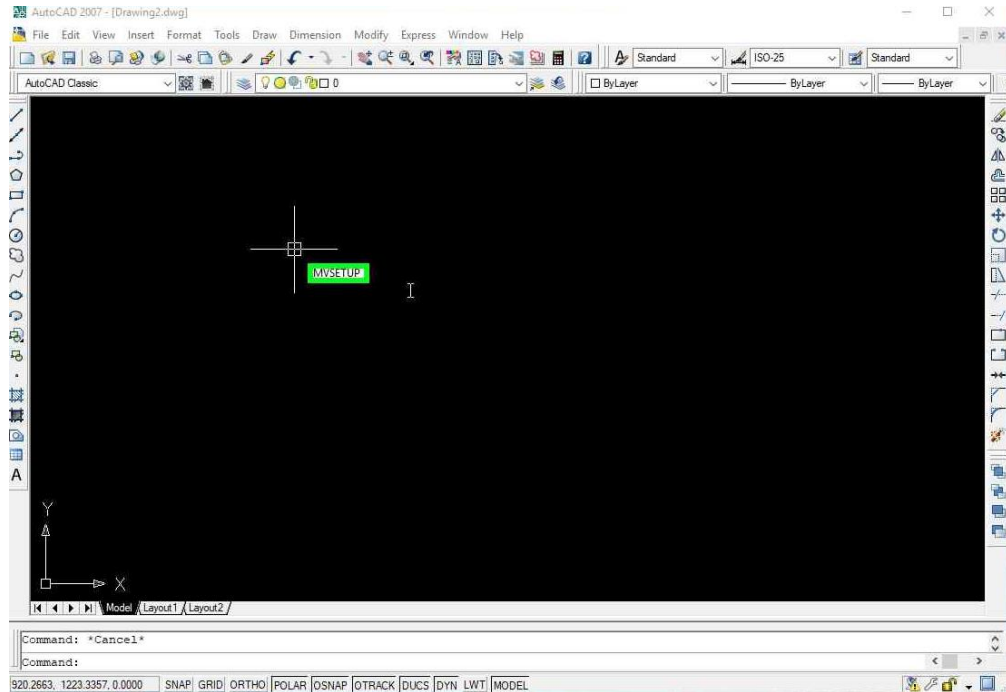 AutoCAD 2007 - [Drawing2.dwg]
File Edit View Insert Format Tools Draw Dimension Modify Express Window Help
Standard ISO-25 Standard
AutoCAD Classic 0 ByLayer ByLayer ByLayer
MVSETUP
A
Y
X
Model Layout1 Layout2
Command: *Cancel*
Command:
920.2663, 1223.3357, 0.0000 SNAP GRID ORTHO POLAR OSNAP OTRACK DUCS DYN LWT MODEL